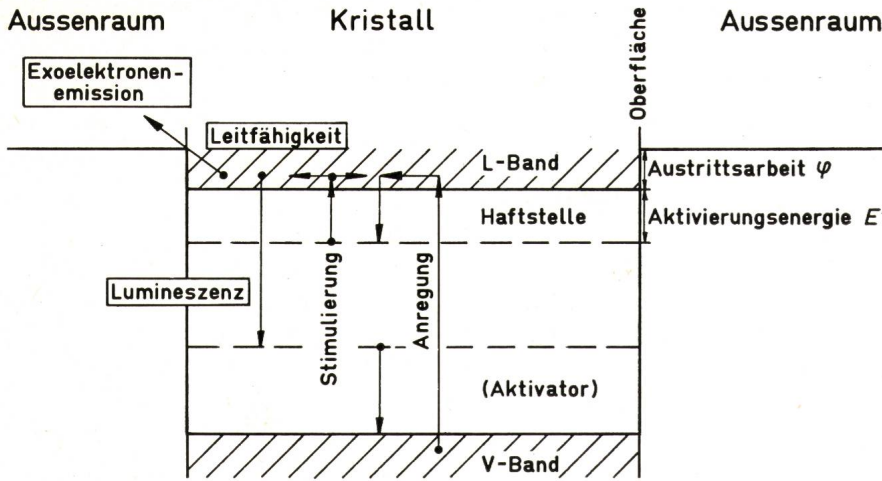 Aussenraum
Kristall
Aussenraum
Oberfläche
Exoelektronen-
emission
Leitfähigkeit
L-Band
Austrittsarbeit φ
Haftstelle
Aktivierungsenergie E
Lumineszenz
Stimulierung
Anregung
(Aktivator)
V-Band